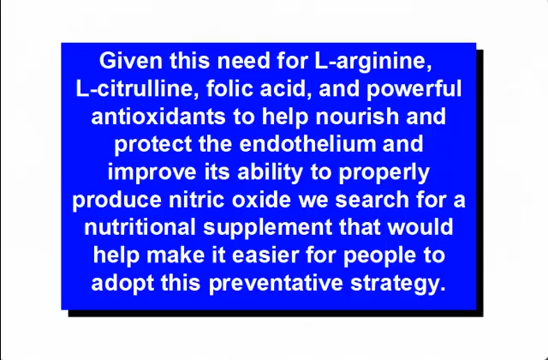 Given this need for L-arginine,
L-citrulline, folic acid, and powerful
antioxidants to help nourish and
protect the endothelium and
improve its ability to properly
produce nitric oxide we search for a
nutritional supplement that would
help make it easier for people to
adopt this preventative strategy.